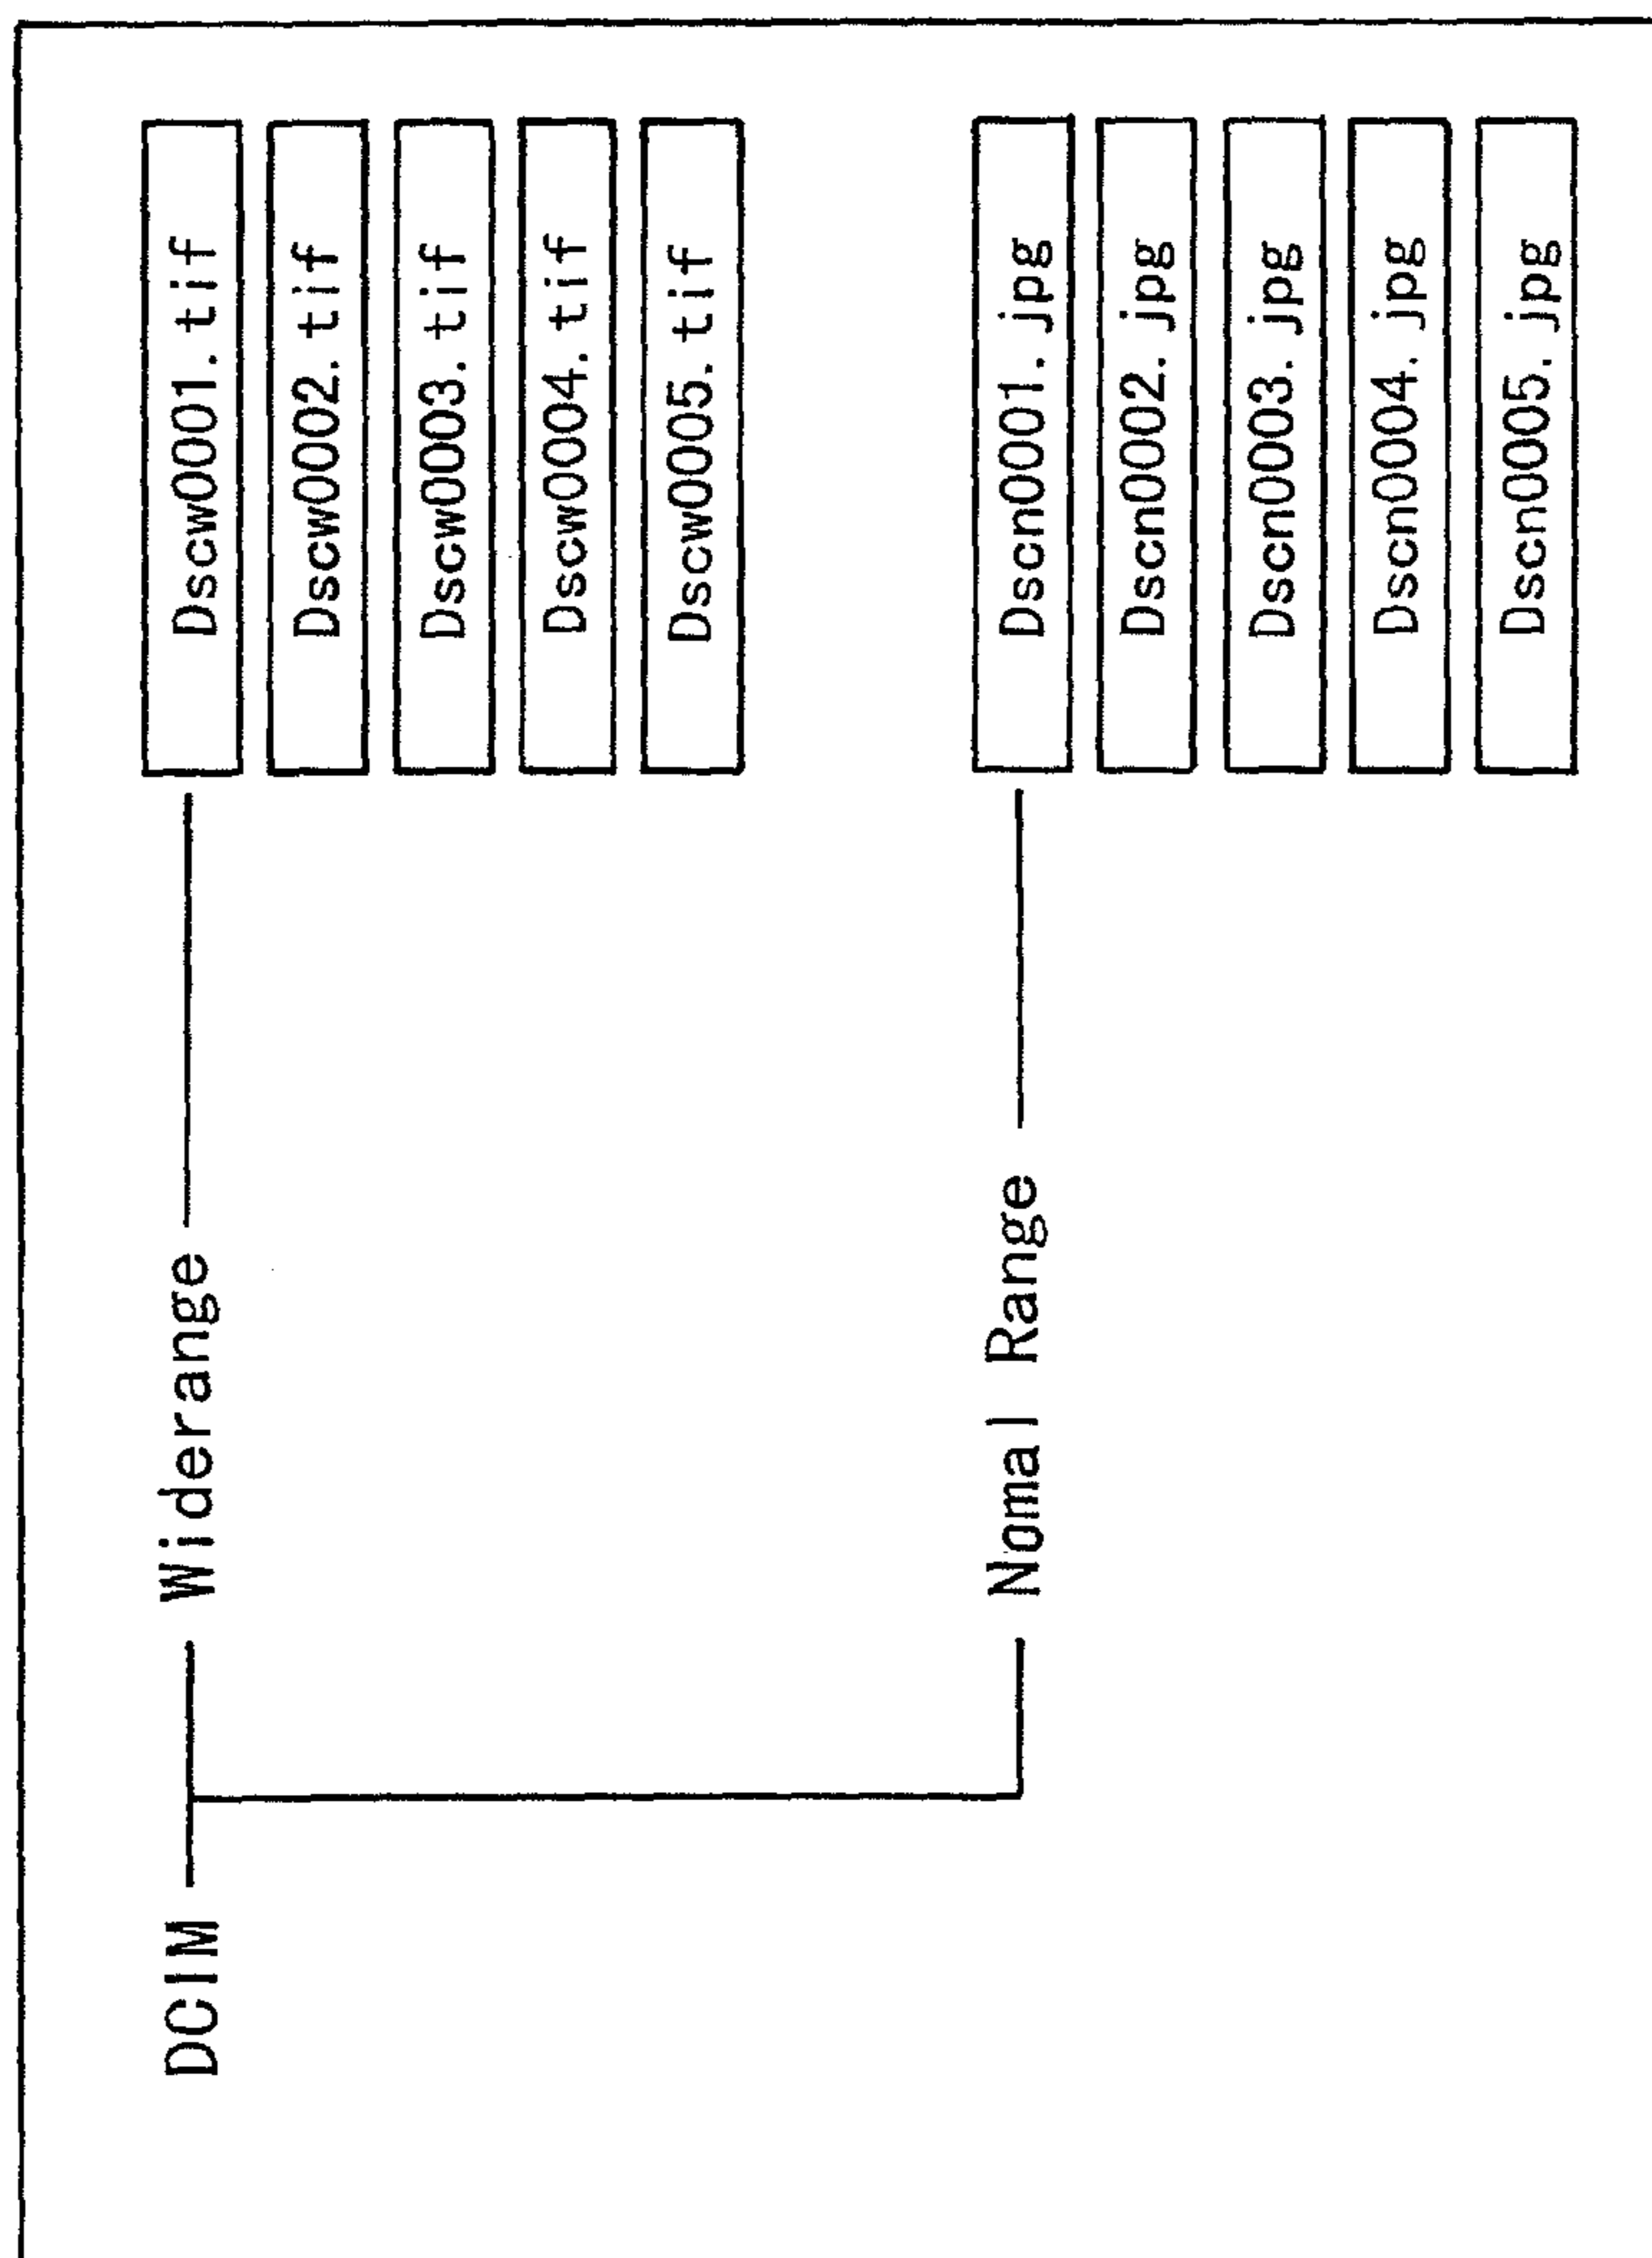 DCIM
Widerange
Dscw0001.tif
Dscw0002.tif
Dscw0003.tif
Dscw0004.tif
Dscw0005.tif
Nomal Range
Dscn0001.jpg
Dscn0002.jpg
Dscn0003.jpg
Dscn0004.jpg
Dscn0005.jpg